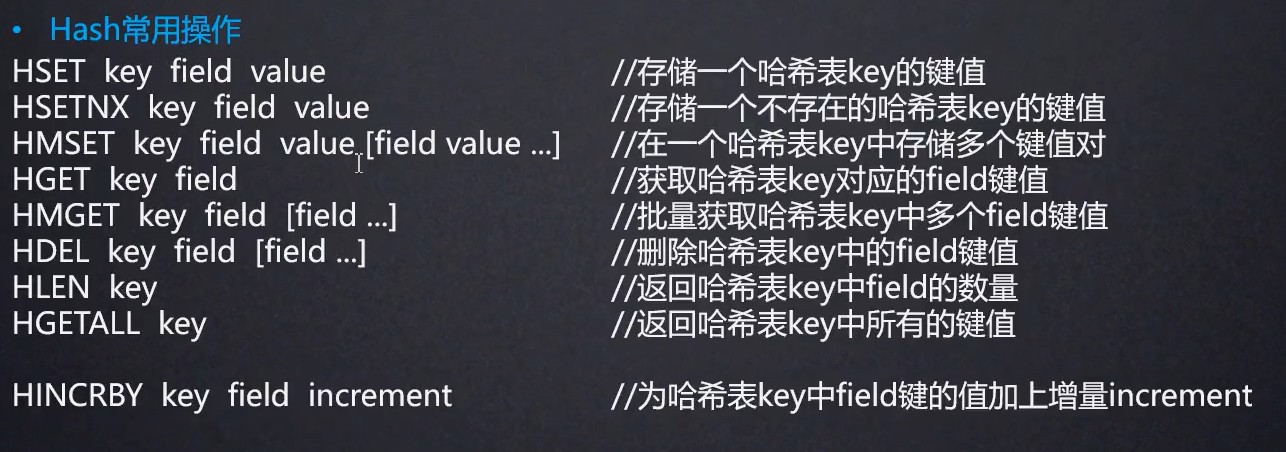 • Hash常用操作
HSET key field value //存储一个哈希表key的键值
HSETNX key field value //存储一个不存在的哈希表key的键值
HMSET key field value [field value ...] //在一个哈希表key中存储多个键值对
HGET key field //获取哈希表key对应的field键值
HMGET key field [field ...] //批量获取哈希表key中多个field键值
HDEL key field [field ...] //删除哈希表key中的field键值
HLEN key //返回哈希表key中field的数量
HGETALL key //返回哈希表key中所有的键值
HINCRBY key field increment //为哈希表key中field键的值加上增量increment